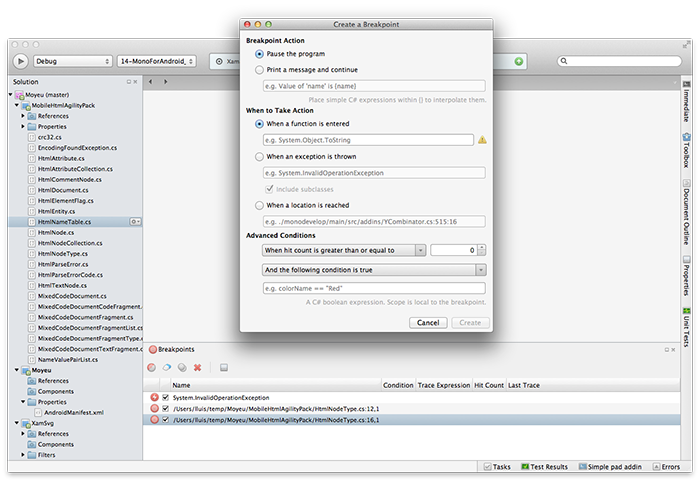 Create a Breakpoint
Breakpoint Action
Pause the program
Print a message and continue
e.g. Value of 'name' is {name}
Place simple C# expressions within {} to interpolate them.
When to Take Action
When a function is entered
e.g. System.Object.ToString
When an exception is thrown
e.g. System.InvalidOperationException
Include subclasses
When a location is reached
e.g. ../monodevelop/main/src/addins/YCombinator.cs:515:16
Advanced Conditions
When hit count is greater than or equal to
0
And the following condition is true
e.g. colorName == "Red"
A C# boolean expression. Scope is local to the breakpoint.
Cancel
Create
Debug
14-MonoForAndroid_
Xam
Solution
Moyeu (master)
MobileHtmlAgilityPack
References
Properties
crc32.cs
EncodingFoundException.cs
HtmlAttribute.cs
HtmlAttributeCollection.cs
HtmlCommentNode.cs
HtmlDocument.cs
HtmlElementFlag.cs
HtmlEntity.cs
HtmlNameTable.cs
HtmlNode.cs
HtmlNodeCollection.cs
HtmlNodeType.cs
HtmlParseError.cs
HtmlParseErrorCode.cs
HtmlTextNode.cs
MixedCodeDocument.cs
MixedCodeDocumentCodeFragment.
MixedCodeDocumentFragment.cs
MixedCodeDocumentFragmentList.cs
MixedCodeDocumentFragmentType.c
MixedCodeDocumentTextFragment.c
NameValuePairList.cs
Moyeu
References
Components
Properties
AndroidManifest.xml
XamSvg
References
Components
Filters
Immediate
Toolbox
Document Outline
Properties
Unit Tests
Breakpoints
Name Condition Trace Expression Hit Count Last Trace
System.InvalidOperationException
/Users/lluis/temp/Moyeu/MobileHtmlAgilityPack/HtmlNodeType.cs:12,1
/Users/lluis/temp/Moyeu/MobileHtmlAgilityPack/HtmlNodeType.cs:16,1
Tasks Test Results Simple pad addin Errors